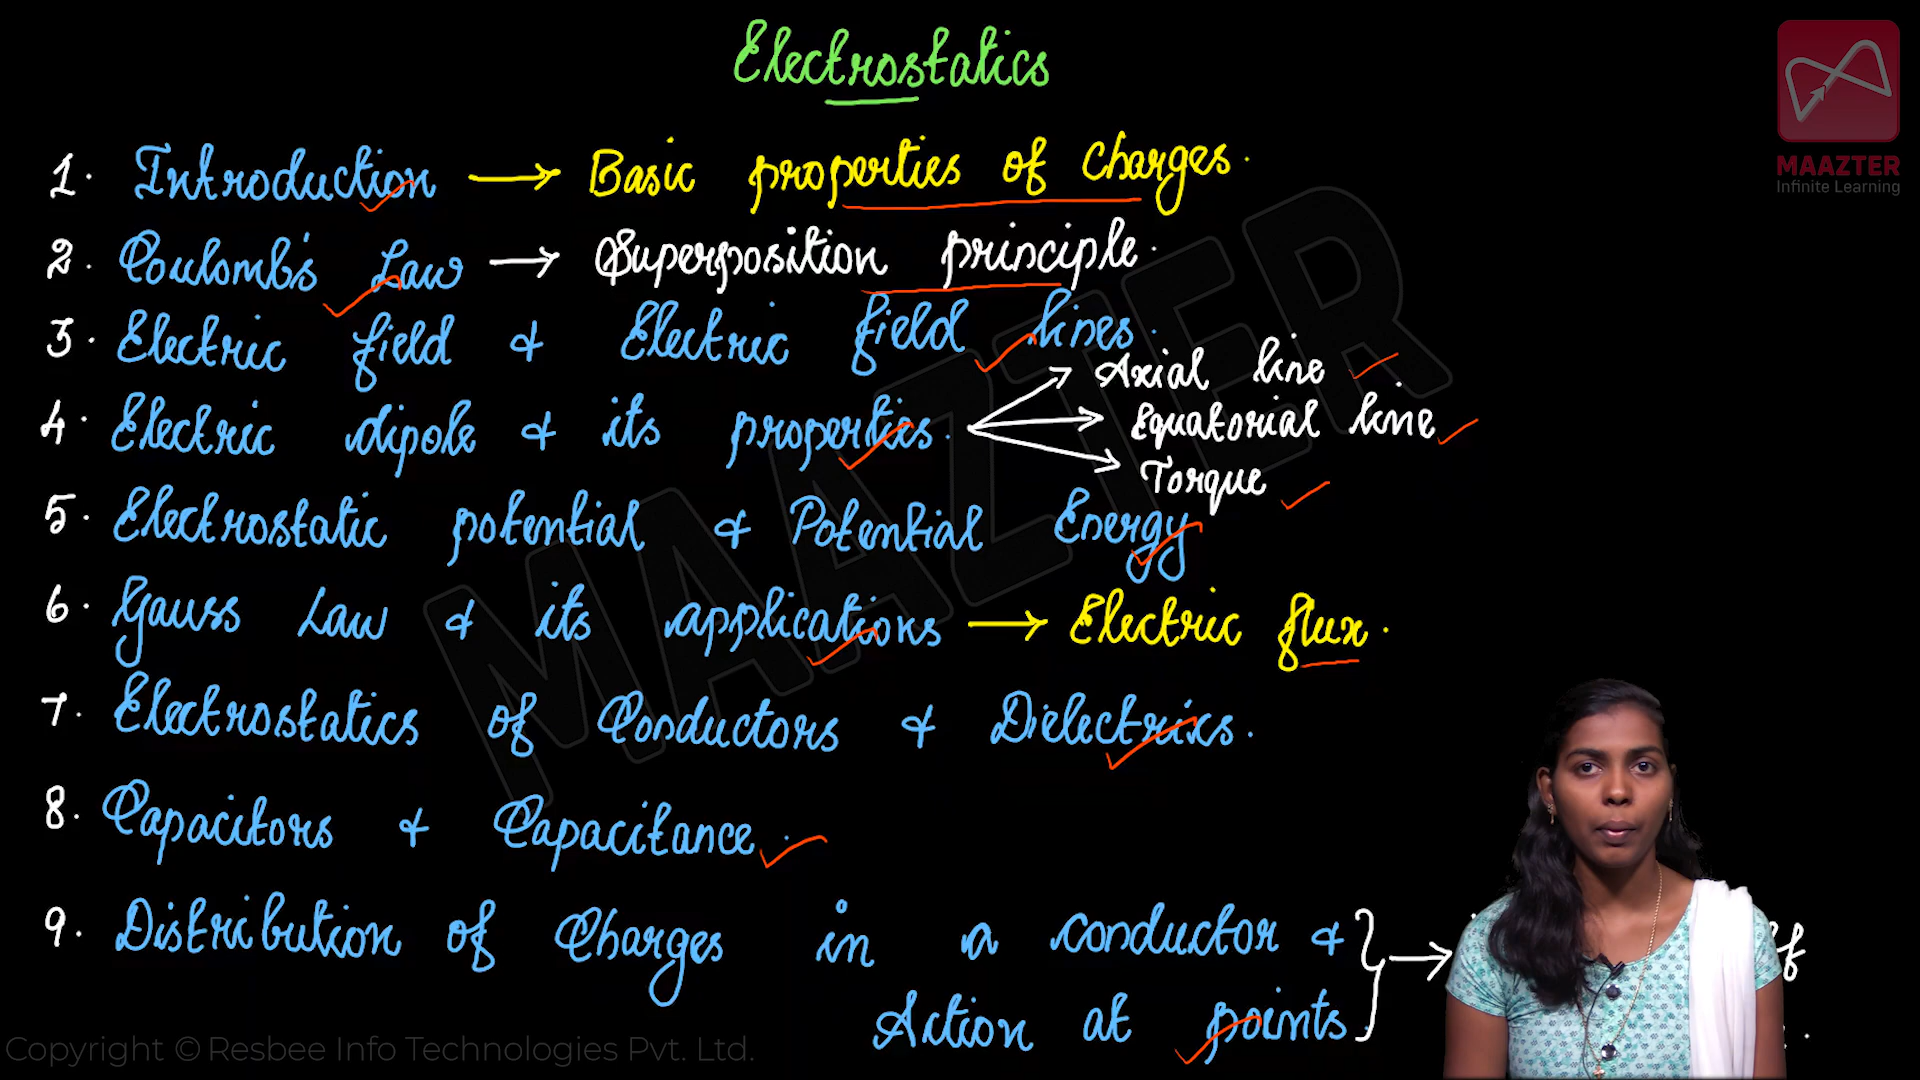 Electrostatics
1. Introduction → Basic properties of Charges.
2. Coulomb's Law → Superposition principle.
3. Electric field & Electric field lines.
4. Electric dipole & its properties.
Axial line
Equatorial line
Torque
5. Electrostatic potential & Potential Energy
6. Gauss Law & its applications → Electric flux.
7. Electrostatics of Conductors & Dielectrics.
8. Capacitors & Capacitance.
9. Distribution of Charges in a conductor &
Action at points.
MAAZTER
Infinite Learning
MAAZTER
Copyright © Resbee Info Technologies Pvt. Ltd.